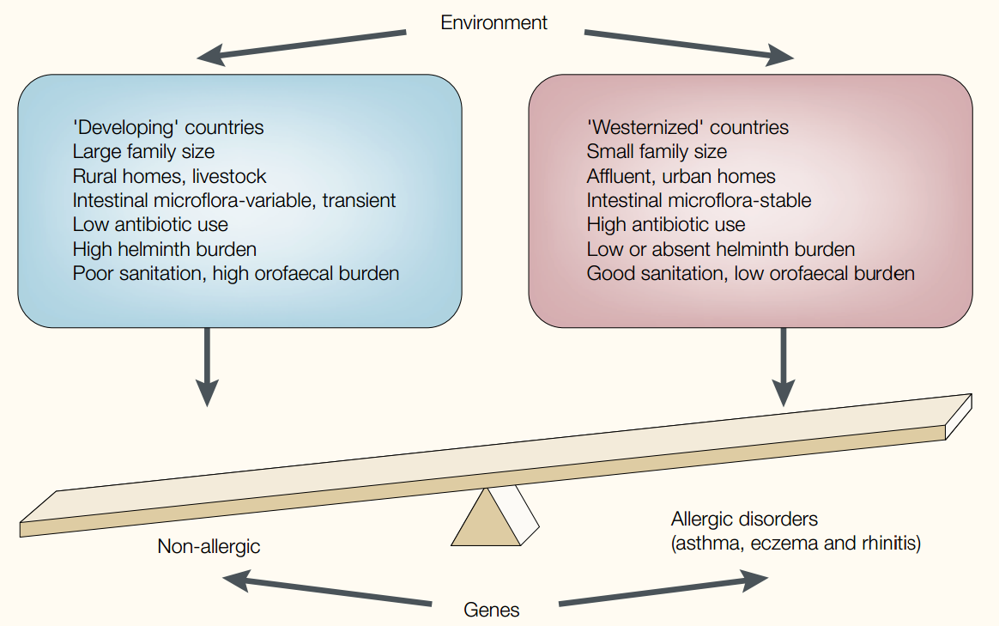 Environment
'Developing' countries
Large family size
Rural homes, livestock
Intestinal microflora-variable, transient
Low antibiotic use
High helminth burden
Poor sanitation, high orofaecal burden
'Westernized' countries
Small family size
Affluent, urban homes
Intestinal microflora-stable
High antibiotic use
Low or absent helminth burden
Good sanitation, low orofaecal burden
Non-allergic
Allergic disorders
(asthma, eczema and rhinitis)
Genes